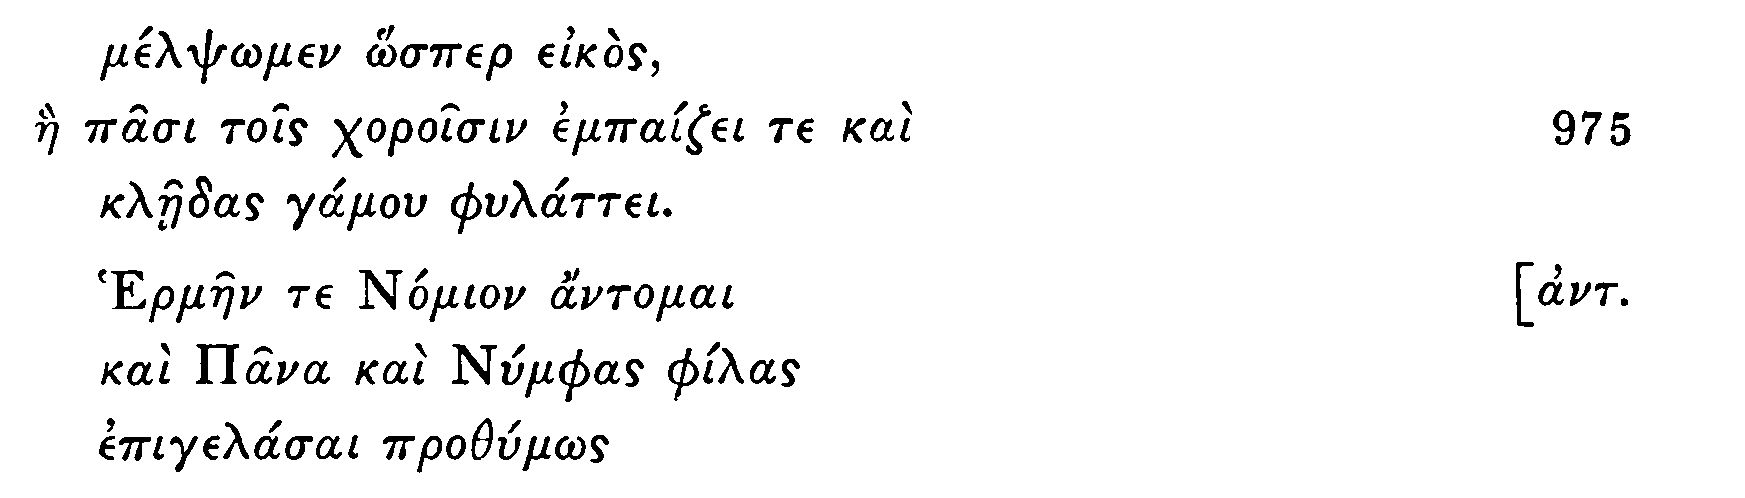 μέλψωμεν ὥσπερ εἰκὸς,
ἣ πᾶσι τοῖς χοροῖσιν ἐμπαίζει τε καὶ 975
κλῇδας γάμου φυλάττει.
Ἑρμῆν τε Νόμιον ἄντομαι [ἀντ.
καὶ Πᾶνα καὶ Νύμφας φίλας
ἐπιγελάσαι προθύμως